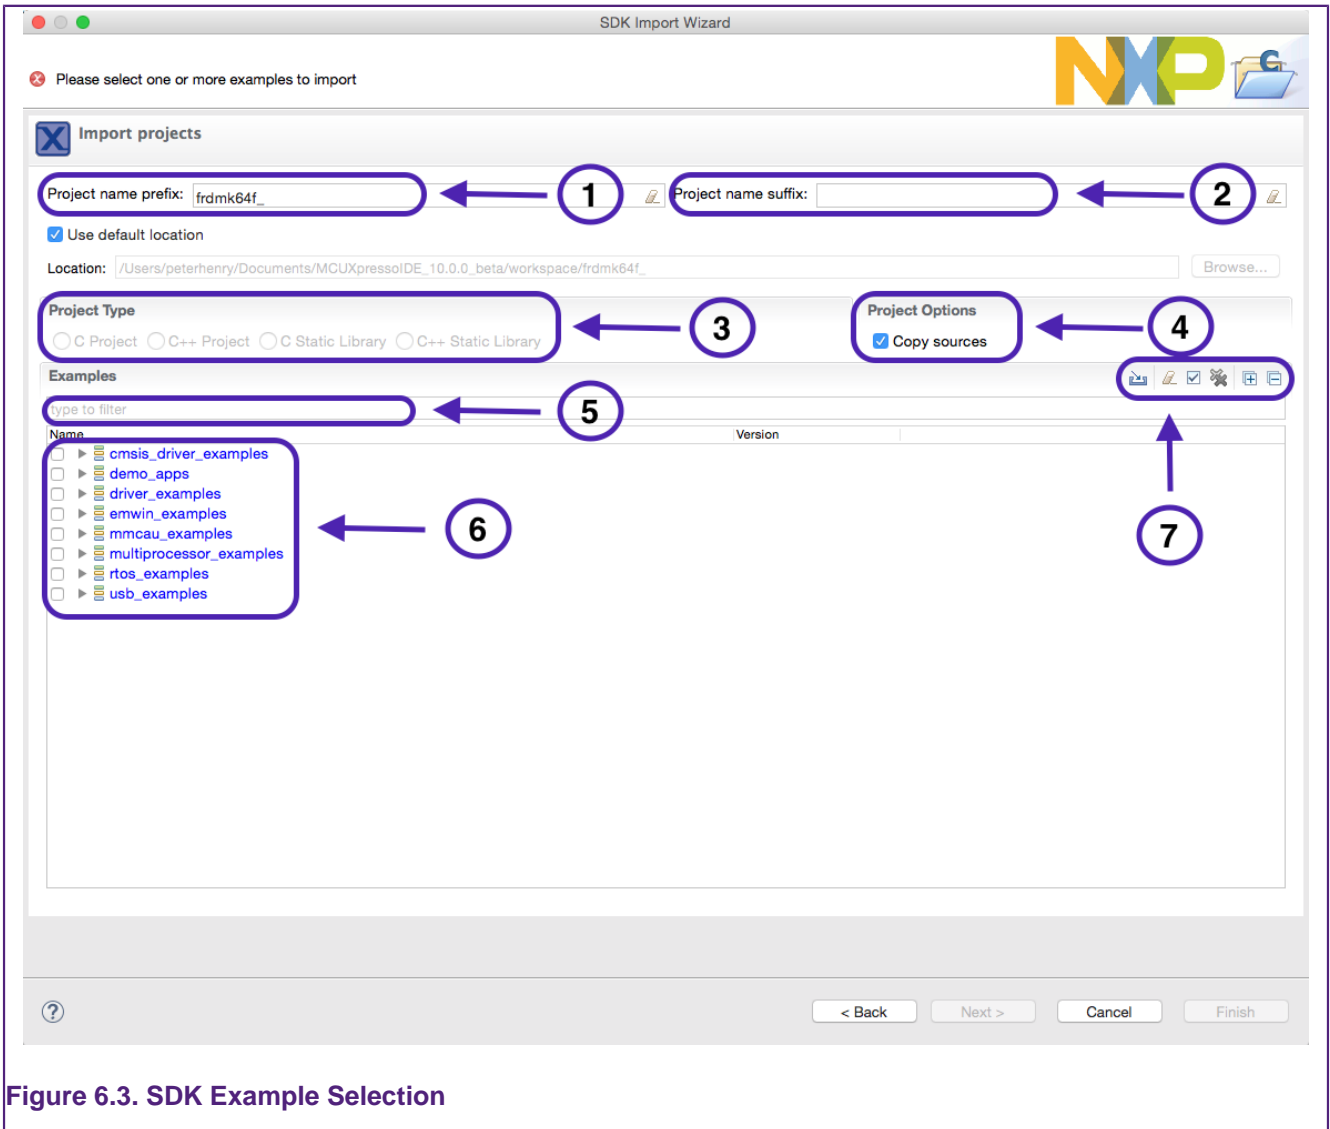 SDK Import Wizard
Please select one or more examples to import
NXP
C
X
Import projects
Project name prefix: frdmk64f_
1
Project name suffix:
2
Use default location
Location: /Users/peterhenry/Documents/MCUXpressoIDE_10.0.0_beta/workspace/frdmk64f_
Browse...
Project Type
C Project C++ Project C Static Library C++ Static Library
3
Project Options
Copy sources
4
Examples
type to filter
5
7
Name Version
cmsis_driver_examples
demo_apps
driver_examples
emwin_examples
mmcau_examples
multiprocessor_examples
rtos_examples
usb_examples
6
?
< Back Next > Cancel Finish
Figure 6.3. SDK Example Selection